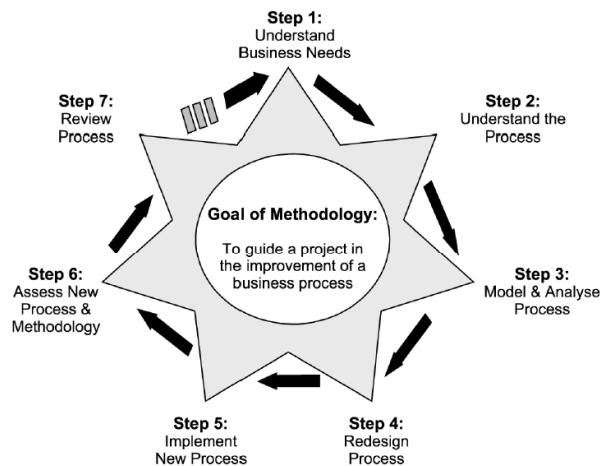 Step 1:
Understand
Business Needs
Step 2:
Understand the
Process
Step 3:
Model & Analyse
Process
Step 4:
Redesign
Process
Step 5:
Implement
New Process
Step 6:
Assess New
Process &
Methodology
Step 7:
Review
Process
Goal of Methodology:
To guide a project in
the improvement of a
business process